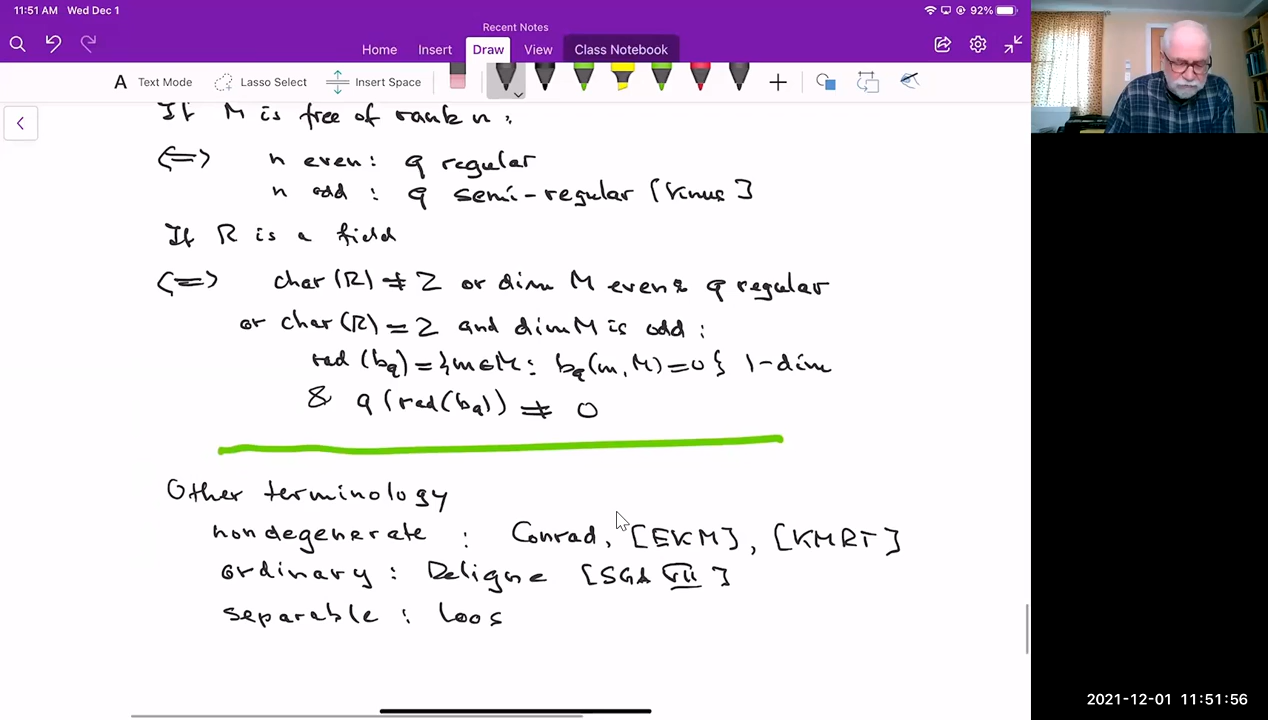 11:51 AM Wed Dec 1
92%
Recent Notes
Home Insert Draw View Class Notebook
A Text Mode Lasso Select Insert Space
If M is free of rank n:
⟺ n even: q regular
n odd: q semi-regular [Knus]
If R is a field
⟺ char(R) ≠ 2 or dim M even: q regular
or char(R) = 2 and dim M is odd:
rad(b_q) = {m ∈ M: b_q(m, M) = 0} 1-dim
& q(rad(b_q)) ≠ 0
Other terminology
nondegenerate: Conrad, [EKM], [KMRT]
ordinary: Deligne [SGA VII]
separable: Loos
2021-12-01 11:51:56